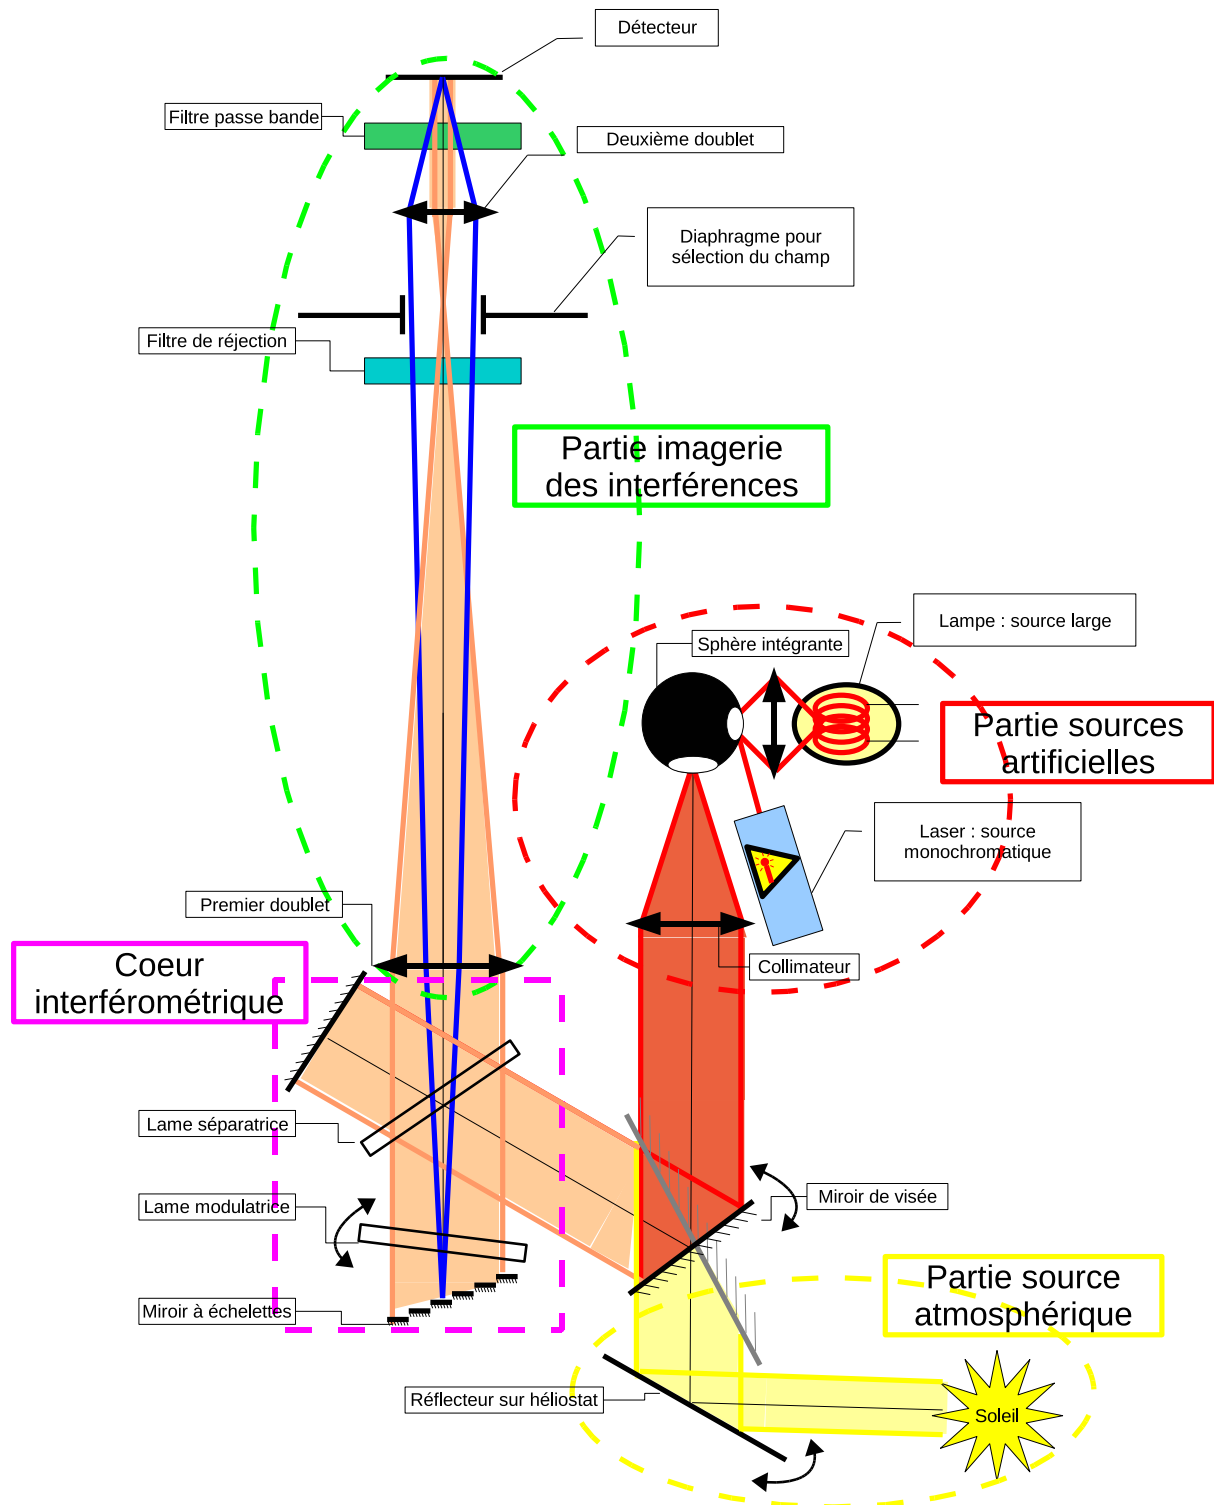 Détecteur
Filtre passe bande
Deuxième doublet
Diaphragme pour
sélection du champ
Filtre de réjection
Partie imagerie
des interférences
Lampe : source large
Sphère intégrante
Partie sources
artificielles
Laser : source
monochromatique
Premier doublet
Coeur
interférométrique
Collimateur
Lame séparatrice
Miroir de visée
Lame modulatrice
Partie source
atmosphérique
Miroir à échelettes
Réflecteur sur héliostat
Soleil